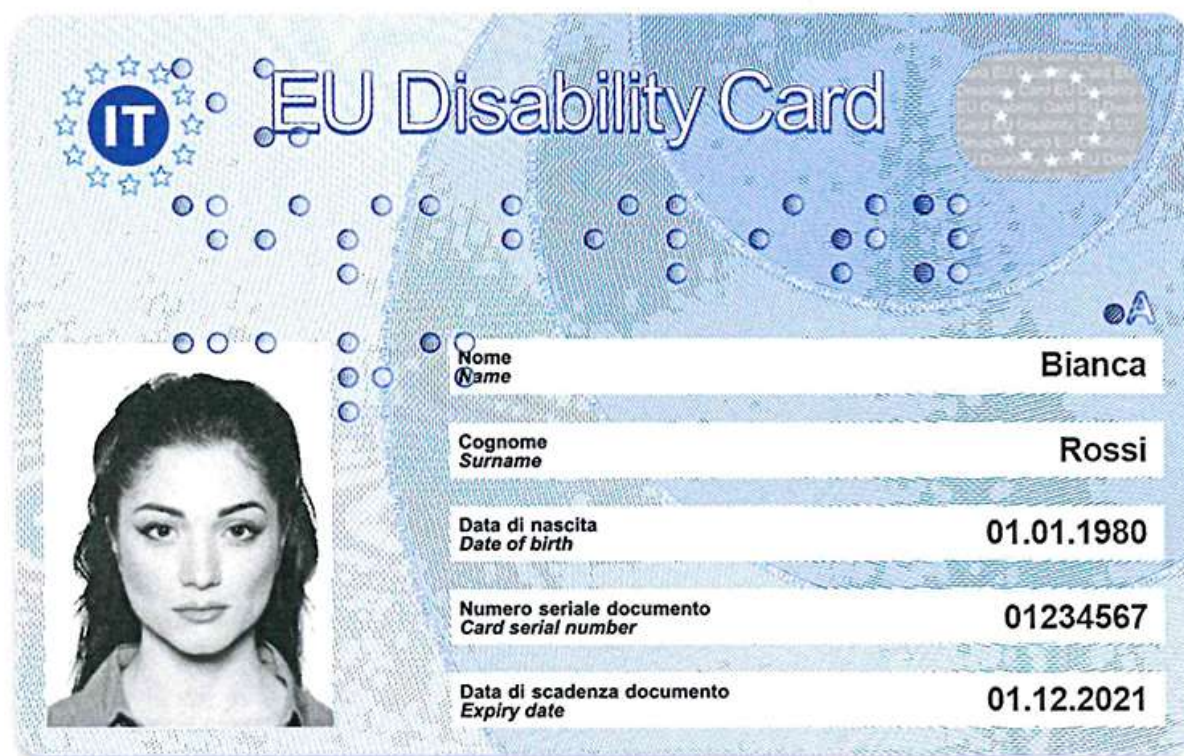 IT
EU Disability Card
A
Nome
Name
Bianca
Cognome
Surname
Rossi
Data di nascita
Date of birth
01.01.1980
Numero seriale documento
Card serial number
01234567
Data di scadenza documento
Expiry date
01.12.2021